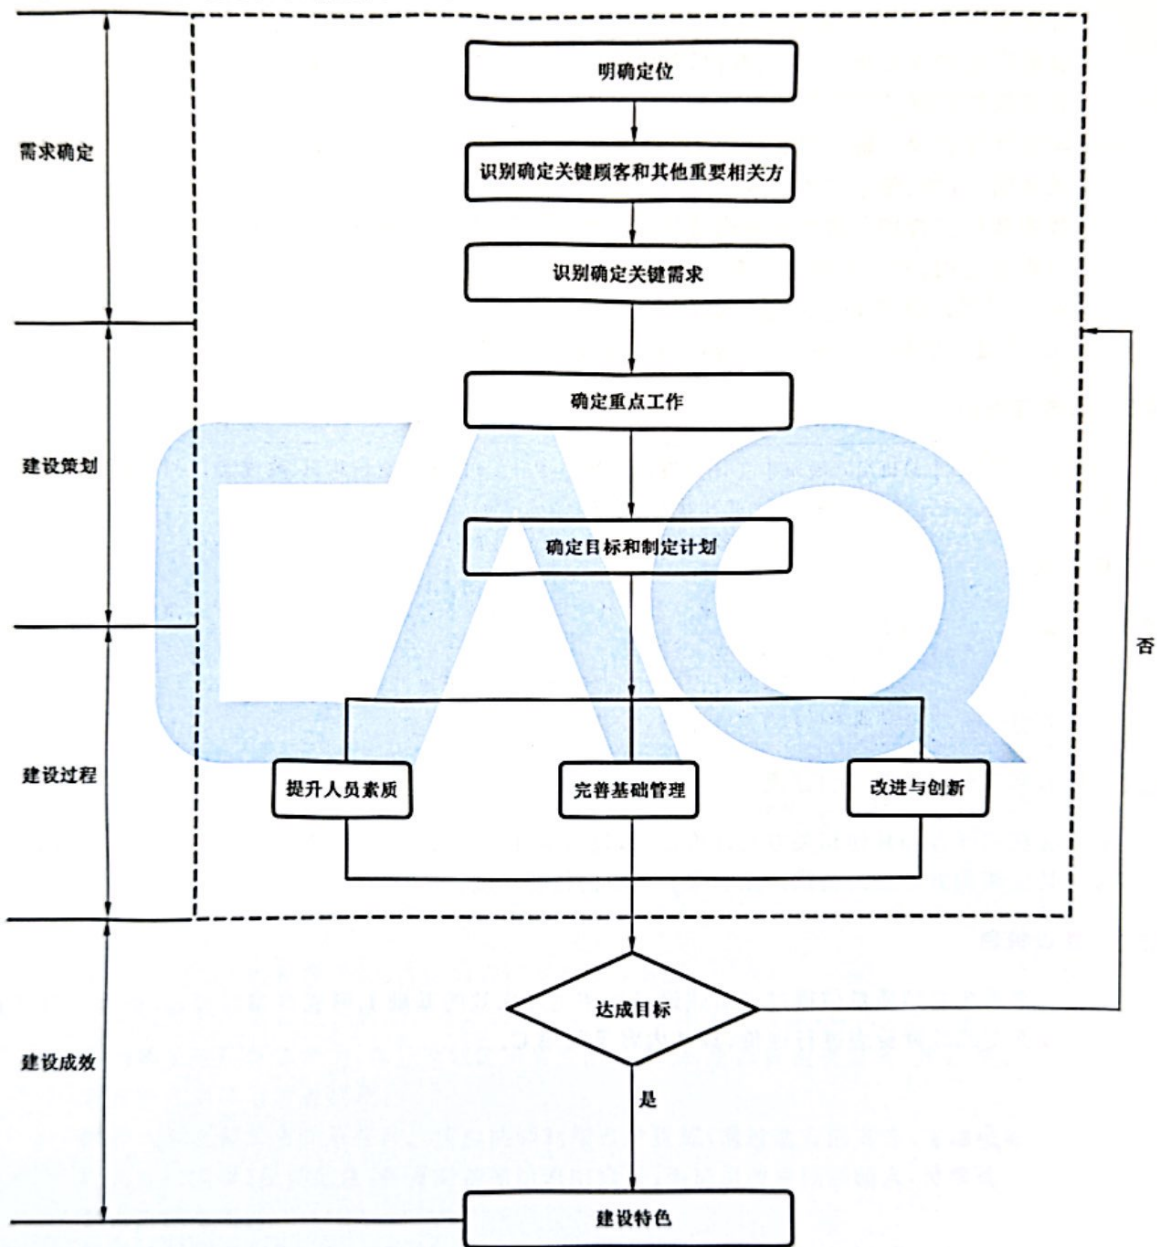 明确定位
需求确定
识别确定关键顾客和其他重要相关方
识别确定关键需求
确定重点工作
建设策划
CAQ
确定目标和制定计划
否
建设过程
提升人员素质
完善基础管理
改进与创新
达成目标
建设成效
是
建设特色